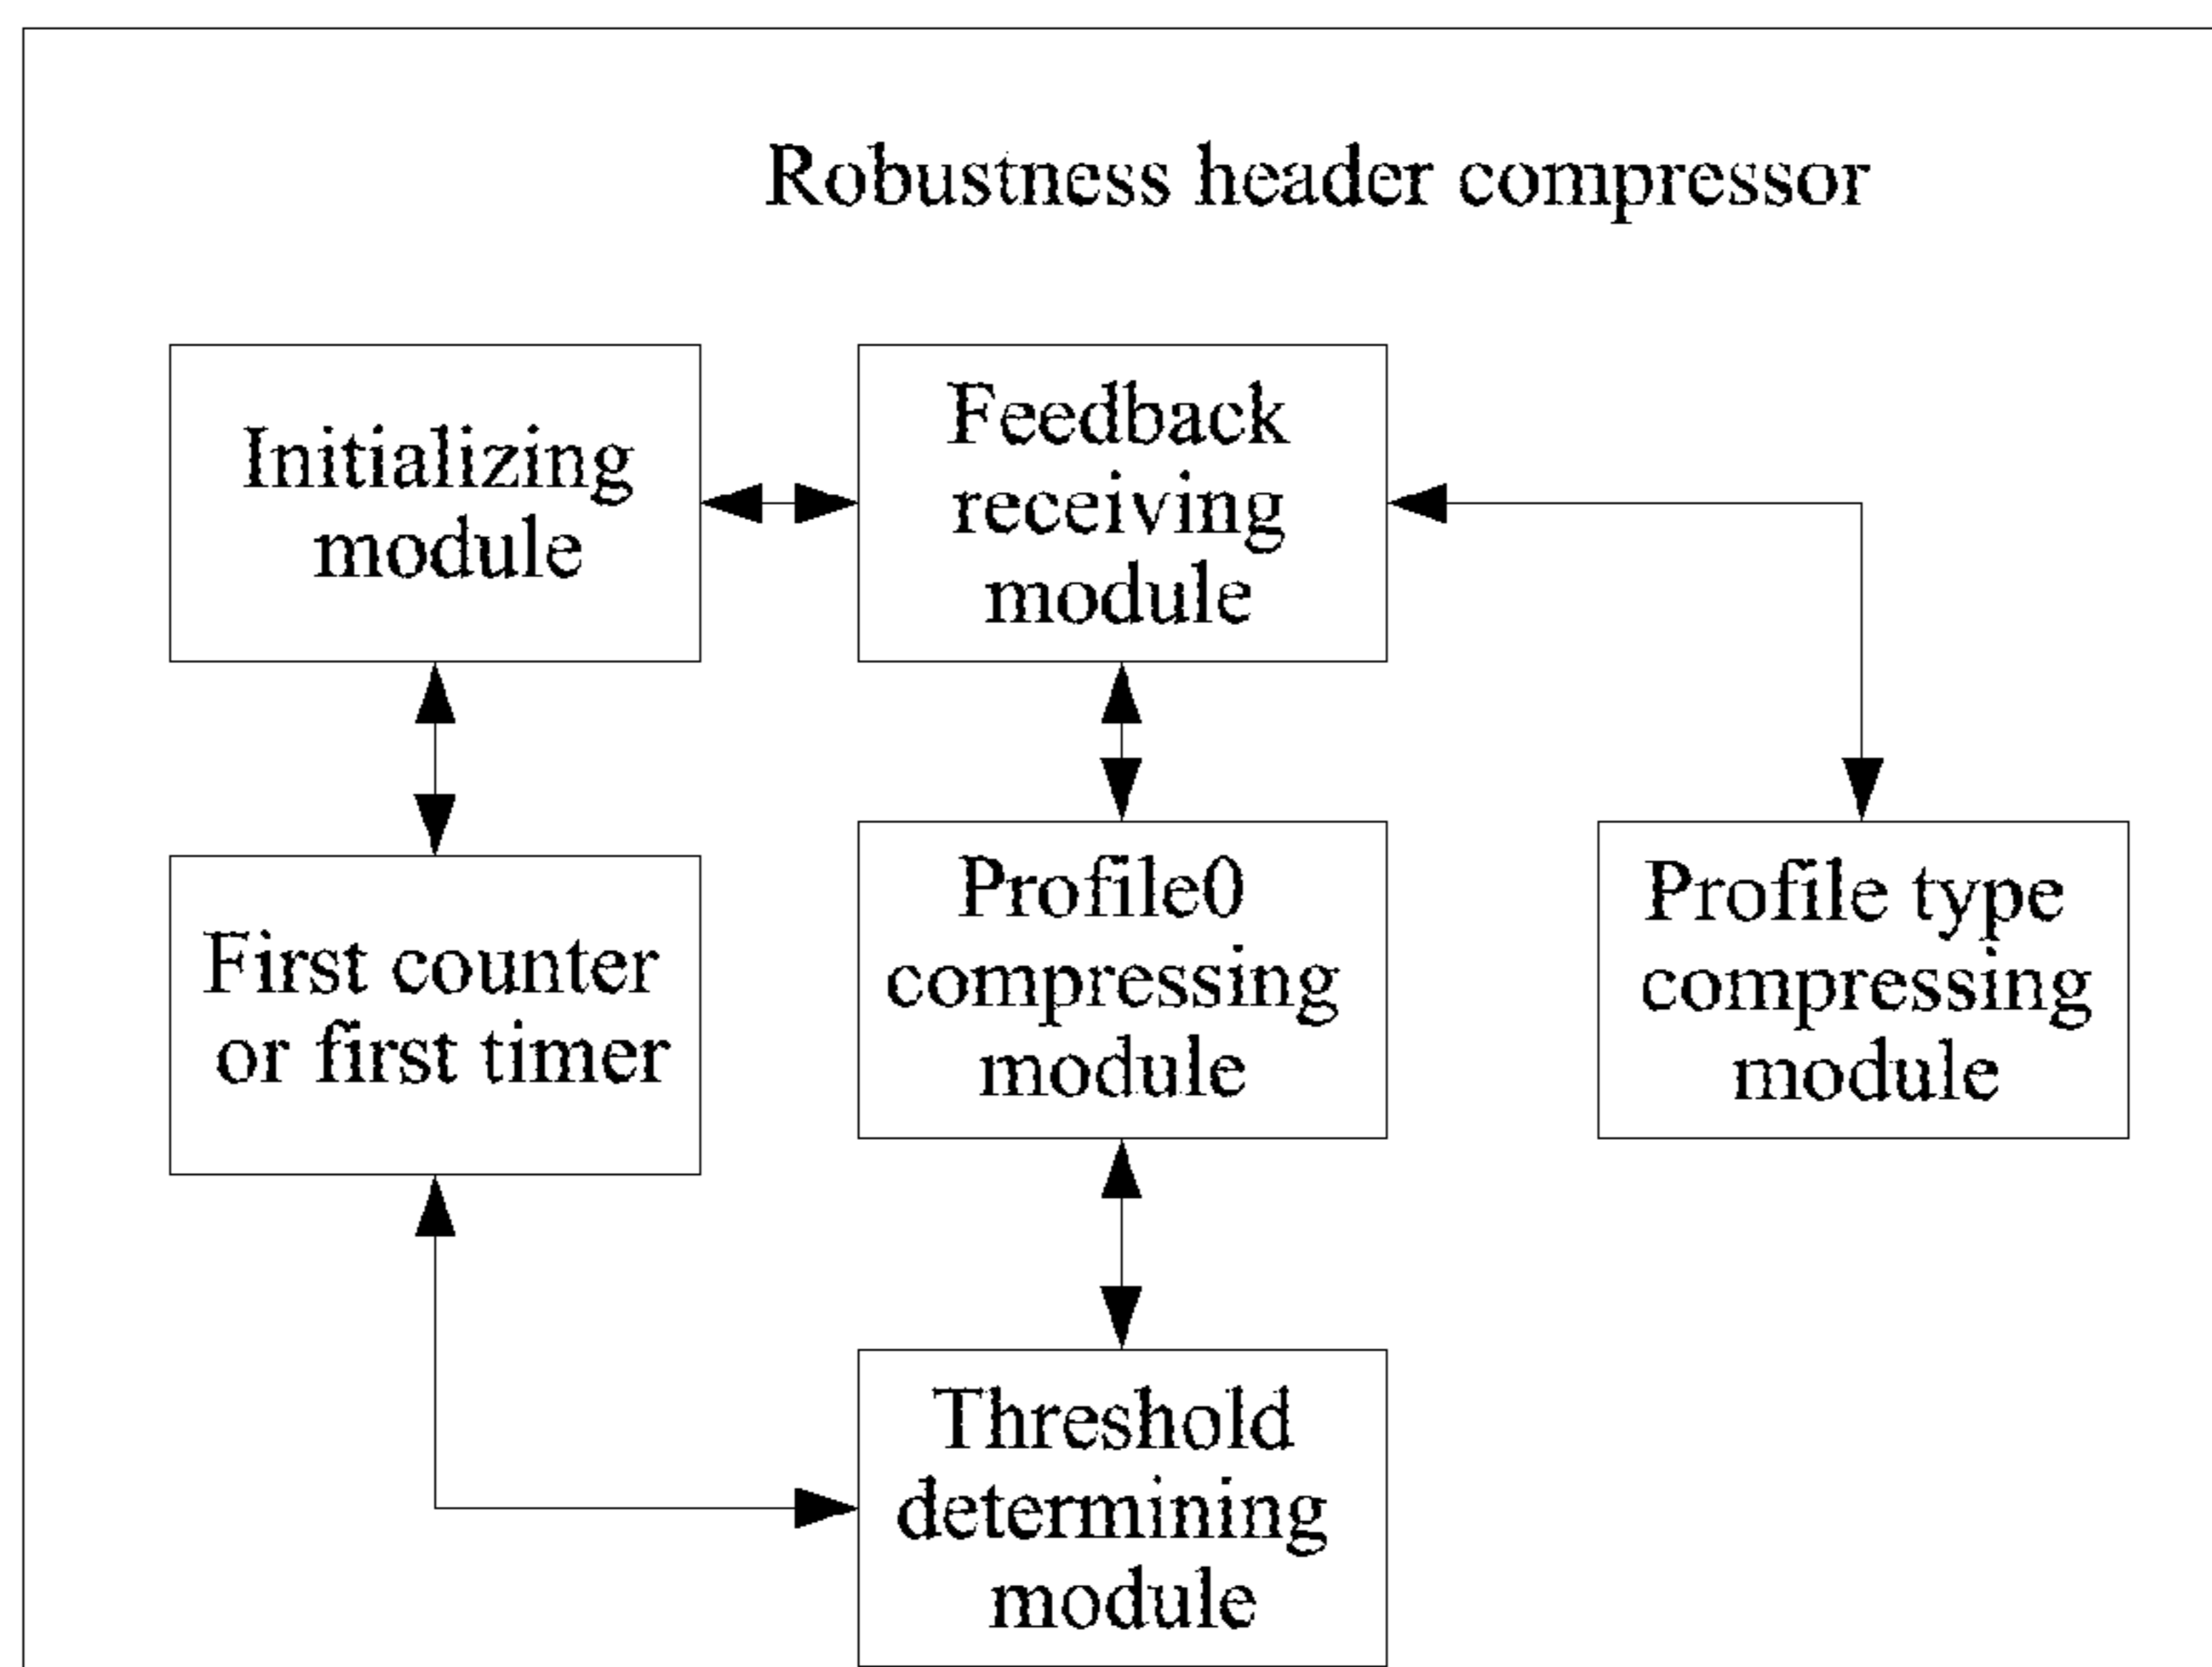 Robustness header compressor
Initializing
module
Feedback
receiving
module
First counter
or first timer
Profile0
compressing
module
Profile type
compressing
module
Threshold
determining
module